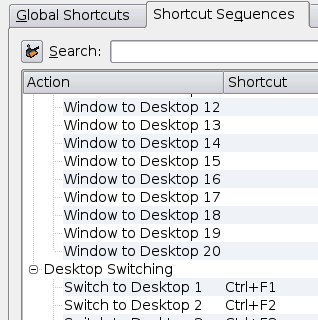 Global Shortcuts Shortcut Sequences
Search:
Action Shortcut
Window to Desktop 12
Window to Desktop 13
Window to Desktop 14
Window to Desktop 15
Window to Desktop 16
Window to Desktop 17
Window to Desktop 18
Window to Desktop 19
Window to Desktop 20
Desktop Switching
Switch to Desktop 1 Ctrl+F1
Switch to Desktop 2 Ctrl+F2